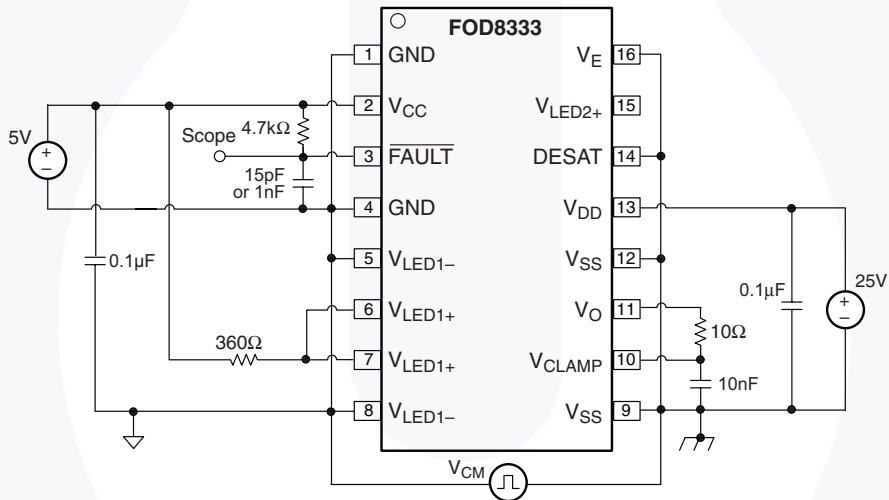 FOD8333
1 GND
2 VCC
3 FAULT
4 GND
5 VLED1−
6 VLED1+
7 VLED1+
8 VLED1−
VE 16
VLED2+ 15
DESAT 14
VDD 13
VSS 12
VO 11
VCLAMP 10
VSS 9
5V
+
−
Scope
4.7kΩ
15pF
or 1nF
0.1µF
360Ω
10Ω
10nF
0.1µF
25V
+
−
VCM